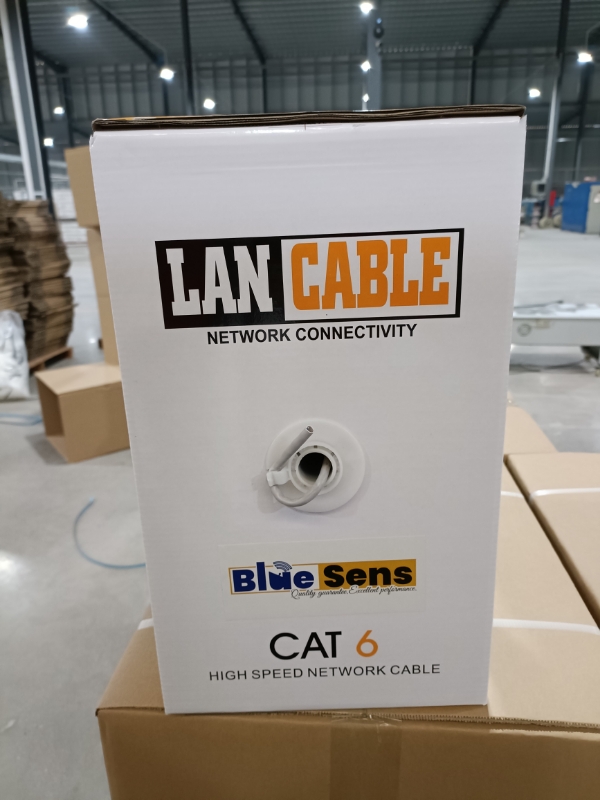 LAN CABLE
NETWORK CONNECTIVITY
Blue Sens
Quality guarantee.Excellent performance.
CAT 6
HIGH SPEED NETWORK CABLE